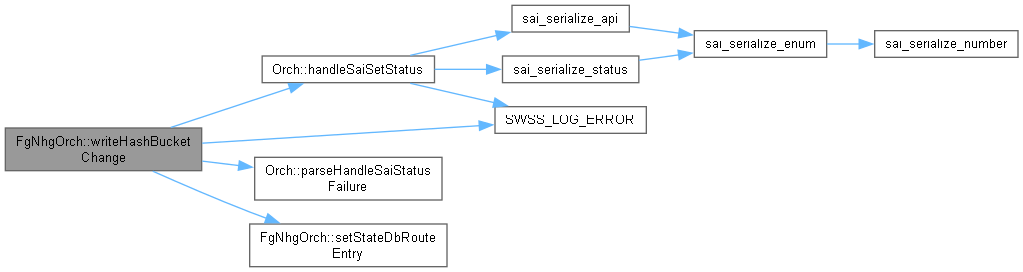 sai_serialize_api
sai_serialize_enum
sai_serialize_number
Orch::handleSaiSetStatus
sai_serialize_status
SWSS_LOG_ERROR
FgNhgOrch::writeHashBucket
Change
Orch::parseHandleSaiStatus
Failure
FgNhgOrch::setStateDbRoute
Entry